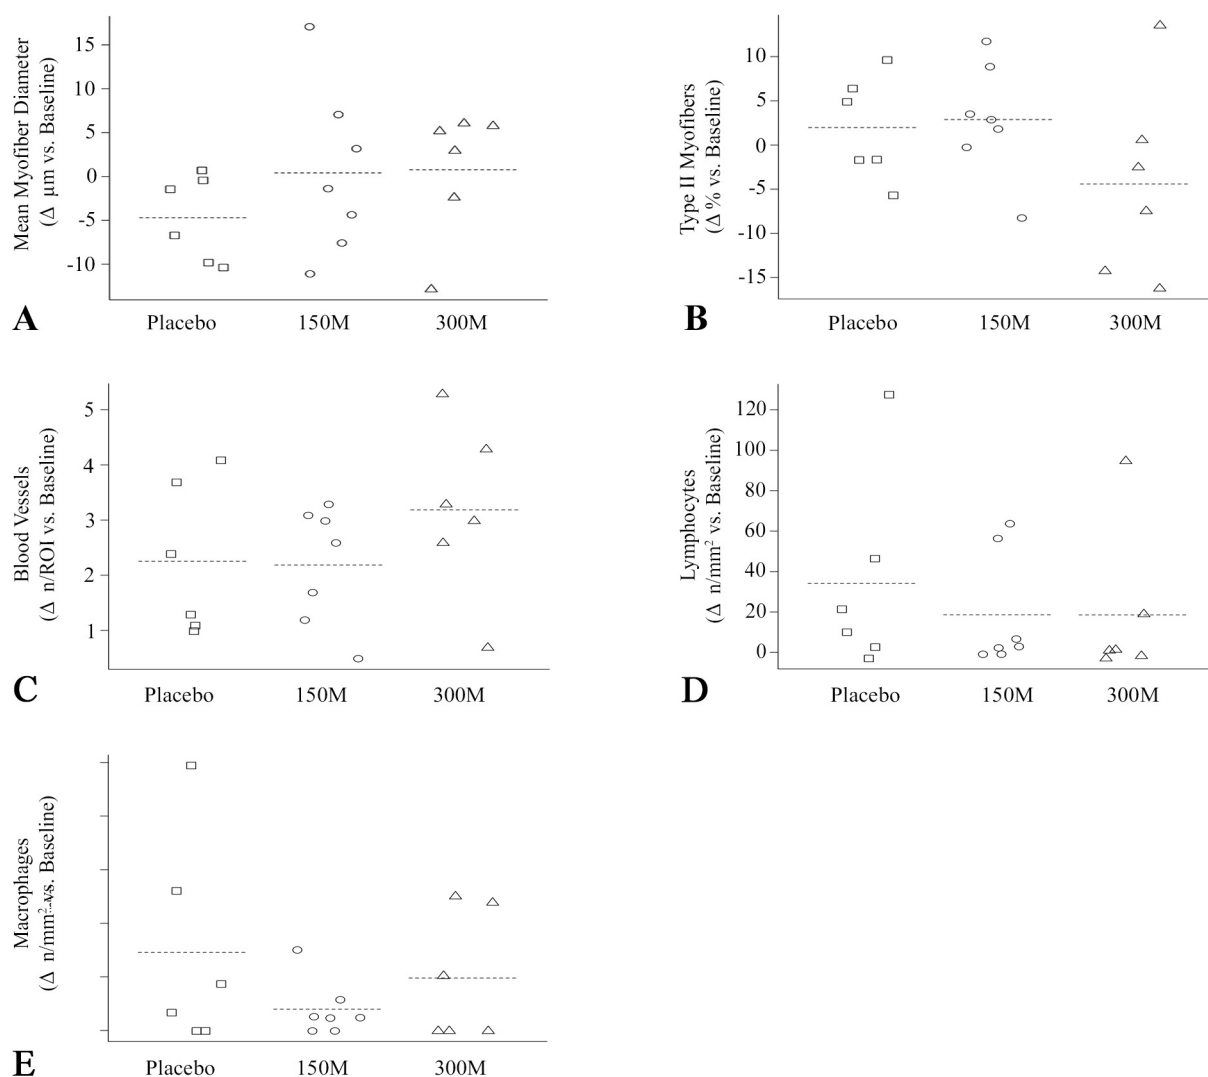 Mean Myofiber Diameter
(Δ μm vs. Baseline)
15
10
5
0
-5
-10
A
Placebo 150M 300M
Type II Myofibers
(Δ % vs. Baseline)
10
5
0
-5
-10
-15
B
Placebo 150M 300M
Blood Vessels
(Δ n/ROI vs. Baseline)
5
4
3
2
1
C
Placebo 150M 300M
Lymphocytes
(Δ n/mm² vs. Baseline)
120
100
80
60
40
20
0
D
Placebo 150M 300M
Macrophages
(Δ n/mm² vs. Baseline)
E
Placebo 150M 300M